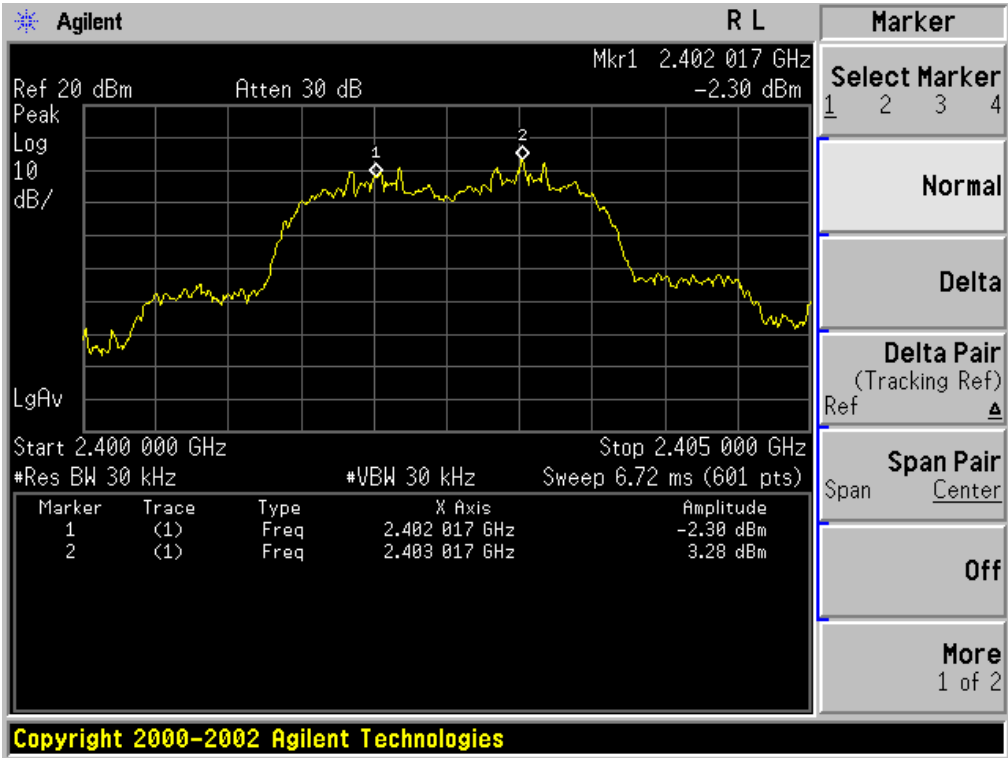 Agilent R L Marker
Mkr1 2.402 017 GHz
Ref 20 dBm Atten 30 dB -2.30 dBm
Peak
Log
10
dB/
1
2
LgAv
Start 2.400 000 GHz Stop 2.405 000 GHz
#Res BW 30 kHz #VBW 30 kHz Sweep 6.72 ms (601 pts)
Marker Trace Type X Axis Amplitude
1 (1) Freq 2.402 017 GHz -2.30 dBm
2 (1) Freq 2.403 017 GHz 3.28 dBm
Select Marker
1 2 3 4
Normal
Delta
Delta Pair
(Tracking Ref)
Ref Δ
Span Pair
Span Center
Off
More
1 of 2
Copyright 2000-2002 Agilent Technologies